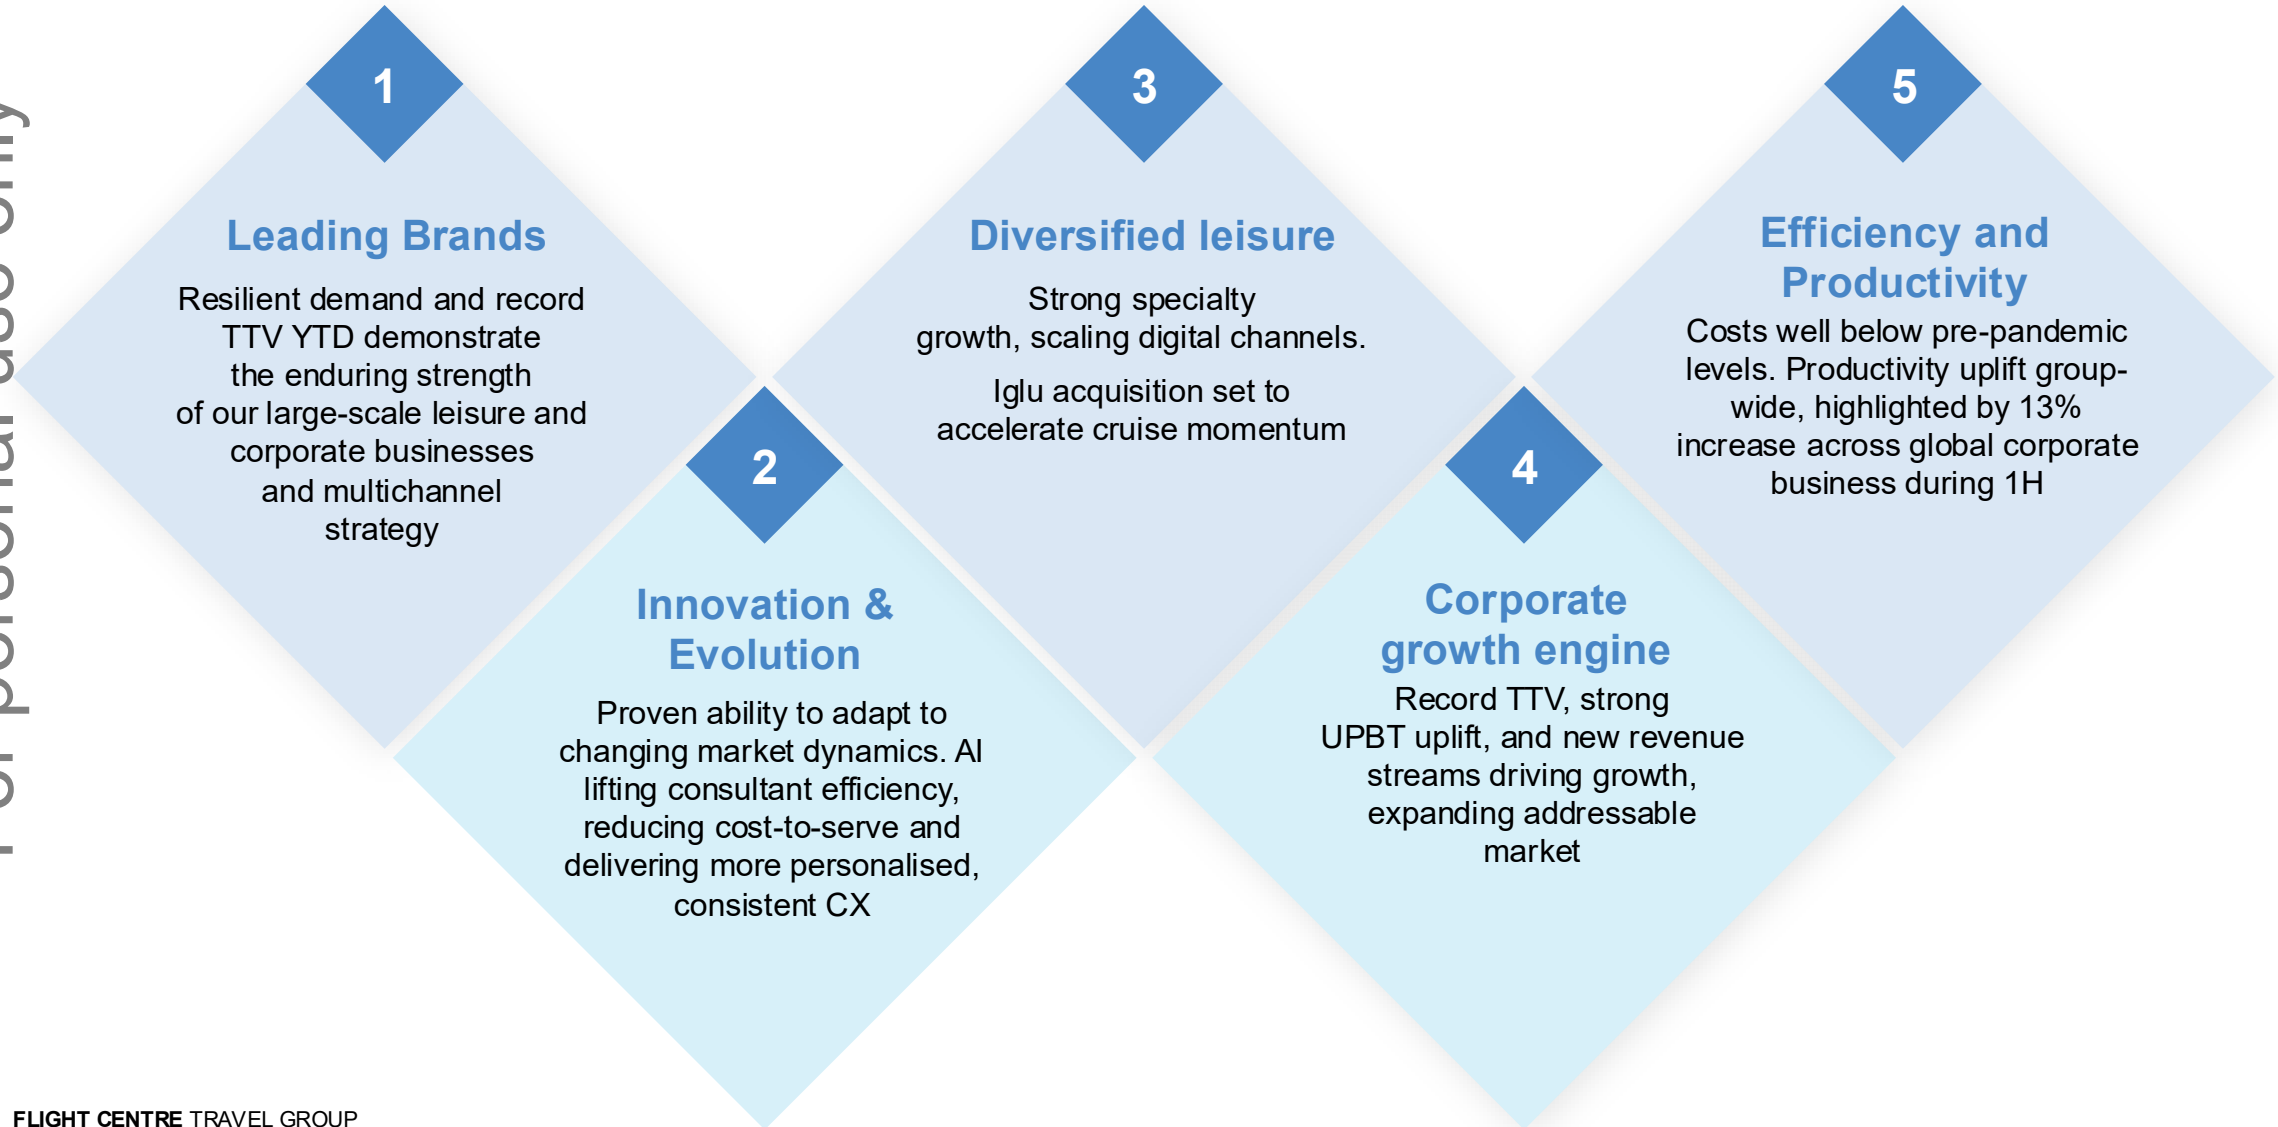 For personal use only
1
Leading Brands
Resilient demand and record
TTV YTD demonstrate
the enduring strength
of our large-scale leisure and
corporate businesses
and multichannel
strategy
2
Innovation &
Evolution
Proven ability to adapt to
changing market dynamics. AI
lifting consultant efficiency,
reducing cost-to-serve and
delivering more personalised,
consistent CX
3
Diversified leisure
Strong specialty
growth, scaling digital channels.
Iglu acquisition set to
accelerate cruise momentum
4
Corporate
growth engine
Record TTV, strong
UPBT uplift, and new revenue
streams driving growth,
expanding addressable
market
5
Efficiency and
Productivity
Costs well below pre-pandemic
levels. Productivity uplift group-
wide, highlighted by 13%
increase across global corporate
business during 1H
FLIGHT CENTRE TRAVEL GROUP